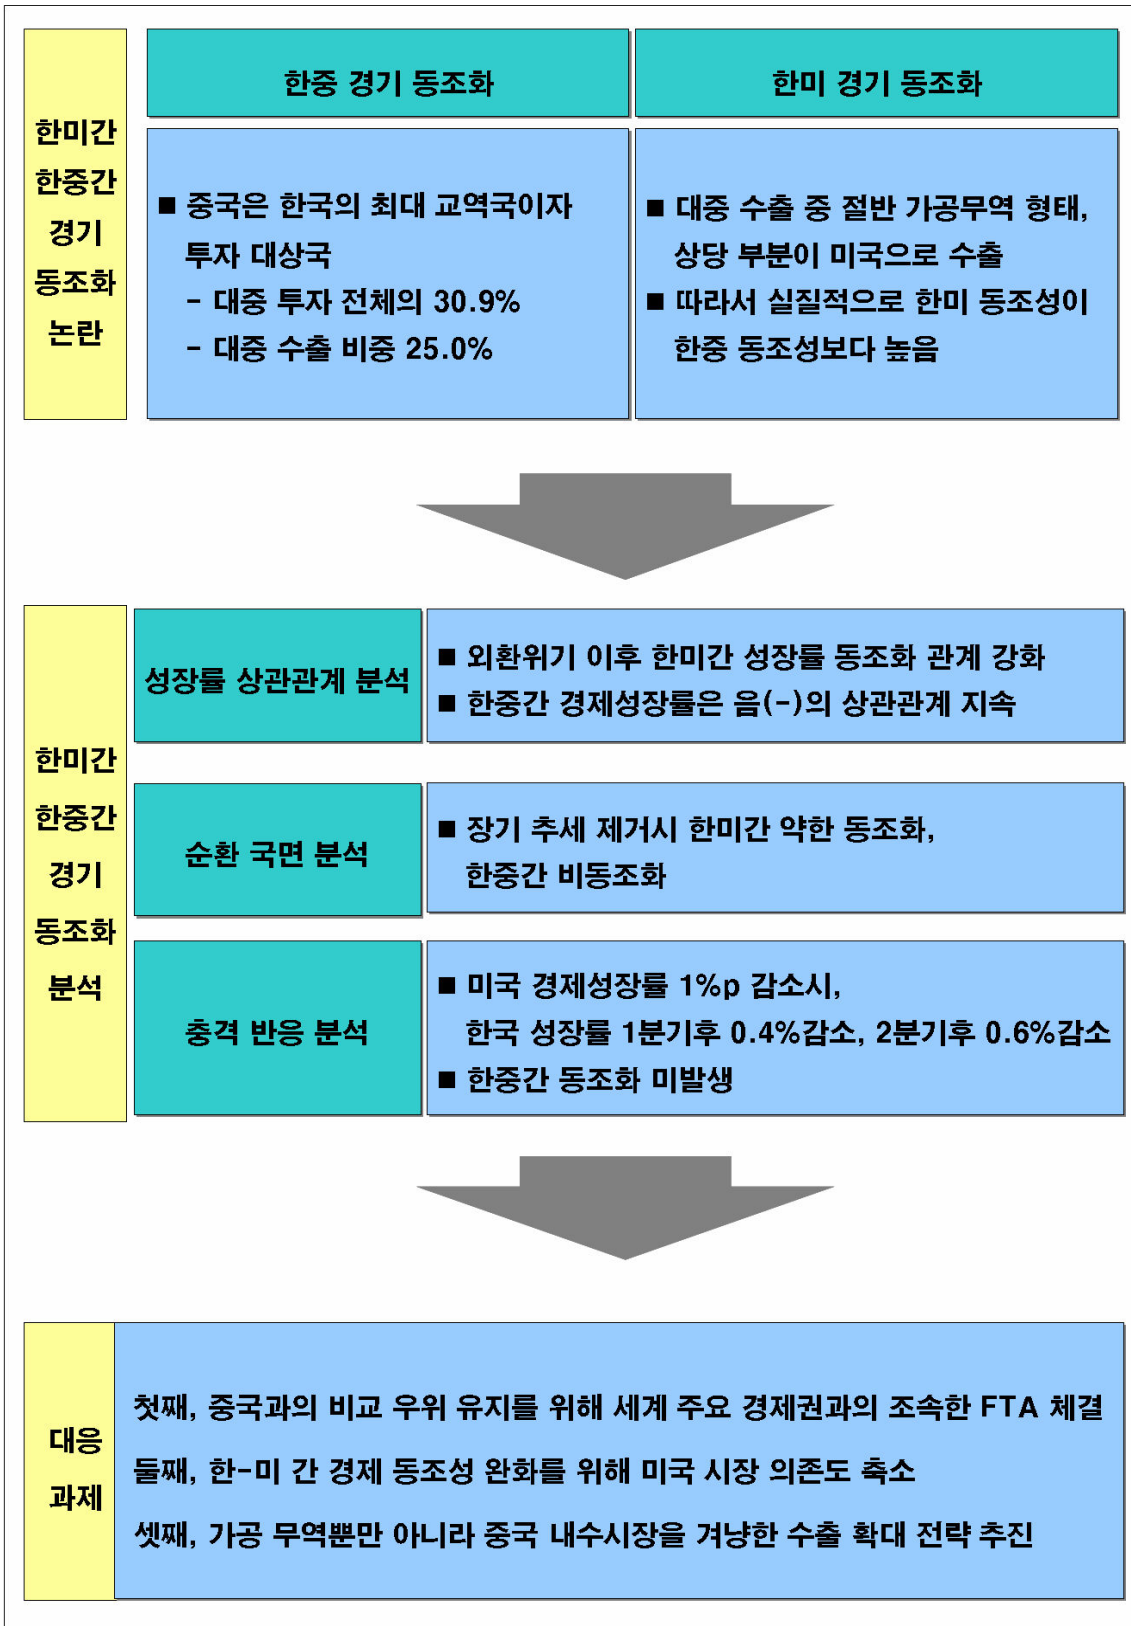 한미간
한중간
경기
동조화
논란
한중 경기 동조화
한미 경기 동조화
■ 중국은 한국의 최대 교역국이자
투자 대상국
- 대중 투자 전체의 30.9%
- 대중 수출 비중 25.0%
■ 대중 수출 중 절반 가공무역 형태,
상당 부분이 미국으로 수출
■ 따라서 실질적으로 한미 동조성이
한중 동조성보다 높음
한미간
한중간
경기
동조화
분석
성장률 상관관계 분석
■ 외환위기 이후 한미간 성장률 동조화 관계 강화
■ 한중간 경제성장률은 음(-)의 상관관계 지속
순환 국면 분석
■ 장기 추세 제거시 한미간 약한 동조화,
한중간 비동조화
충격 반응 분석
■ 미국 경제성장률 1%p 감소시,
한국 성장률 1분기후 0.4%감소, 2분기후 0.6%감소
■ 한중간 동조화 미발생
대응
과제
첫째, 중국과의 비교 우위 유지를 위해 세계 주요 경제권과의 조속한 FTA 체결
둘째, 한-미 간 경제 동조성 완화를 위해 미국 시장 의존도 축소
셋째, 가공 무역뿐만 아니라 중국 내수시장을 겨냥한 수출 확대 전략 추진